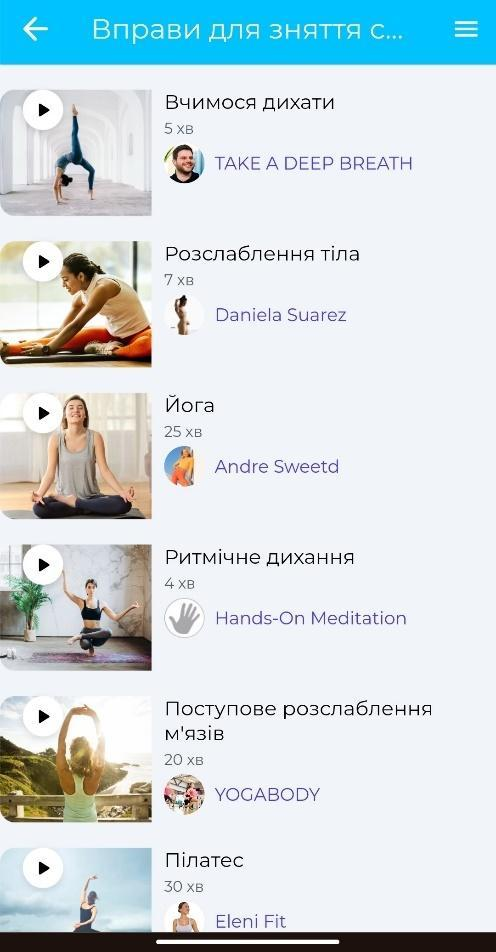 Вправи для зняття с...
Вчимося дихати
5 хв
TAKE A DEEP BREATH
Розслаблення тіла
7 хв
Daniela Suarez
Йога
25 хв
Andre Sweetd
Ритмічне дихання
4 хв
Hands-On Meditation
Поступове розслаблення
м'язів
20 хв
YOGABODY
Пілатес
30 хв
Eleni Fit